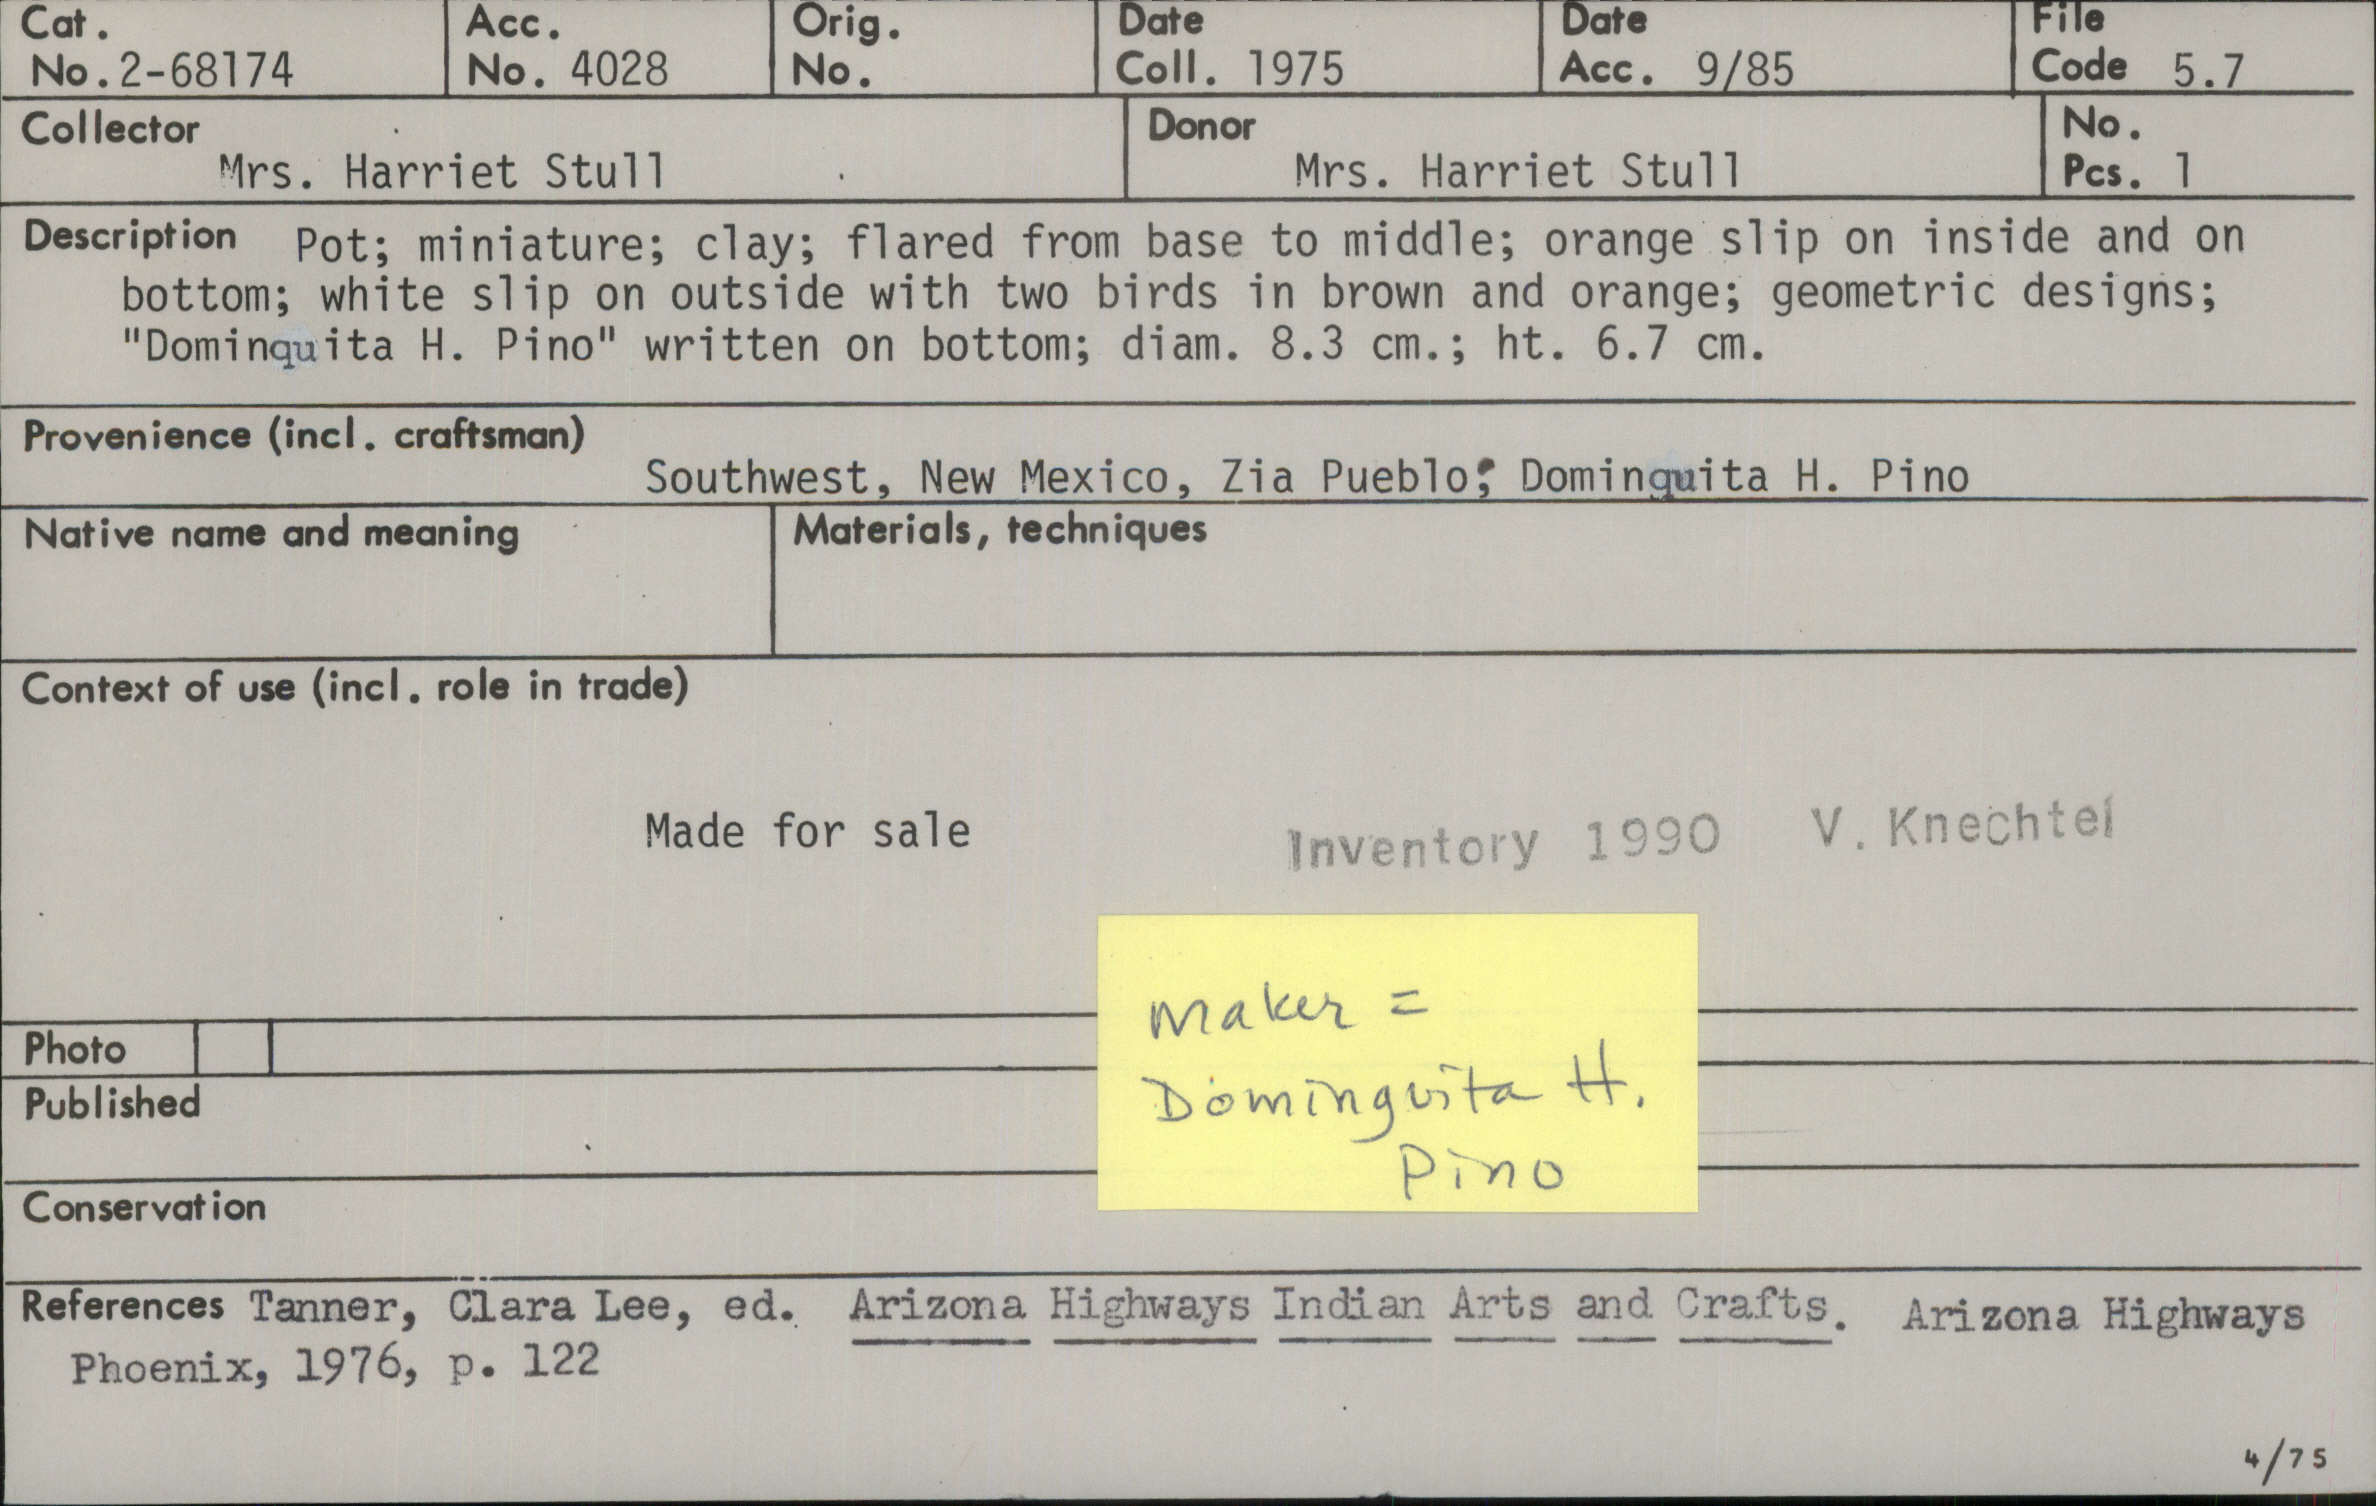 Cat. No. 2-68174
Acc. No. 4028
Orig. No.
Date Coll. 1975
Date Acc. 9/85
File Code 5.7
Collector
Mrs. Harriet Stull
Donor
Mrs. Harriet Stull
No. Pcs. 1
Description Pot; miniature; clay; flared from base to middle; orange slip on inside and on
bottom; white slip on outside with two birds in brown and orange; geometric designs;
"Dominquita H. Pino" written on bottom; diam. 8.3 cm.; ht. 6.7 cm.
Provenience (incl. craftsman)
Southwest, New Mexico, Zia Pueblo; Dominquita H. Pino
Native name and meaning
Materials, techniques
Context of use (incl. role in trade)
Made for sale
Inventory 1990 V. Knechtel
maker =
Dominguita H.
Pino
Photo
Published
Conservation
References Tanner, Clara Lee, ed. Arizona Highways Indian Arts and Crafts. Arizona Highways
Phoenix, 1976, p. 122
4/75